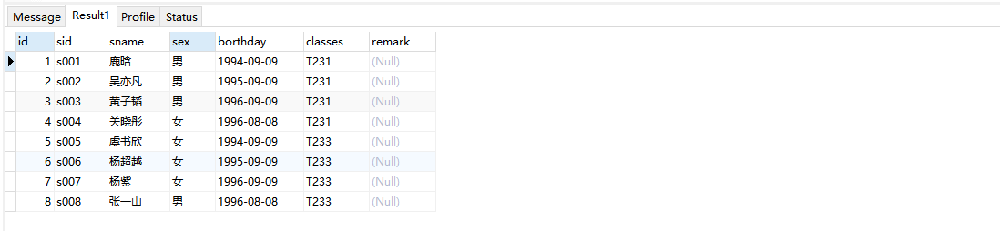 Message Result1 Profile Status
id sid sname sex borthday classes remark
1 s001 鹿晗 男 1994-09-09 T231 (Null)
2 s002 吴亦凡 男 1995-09-09 T231 (Null)
3 s003 黄子韬 男 1996-09-09 T231 (Null)
4 s004 关晓彤 女 1996-08-08 T231 (Null)
5 s005 虞书欣 女 1994-09-09 T233 (Null)
6 s006 杨超越 女 1995-09-09 T233 (Null)
7 s007 杨紫 女 1996-09-09 T233 (Null)
8 s008 张一山 男 1996-08-08 T233 (Null)